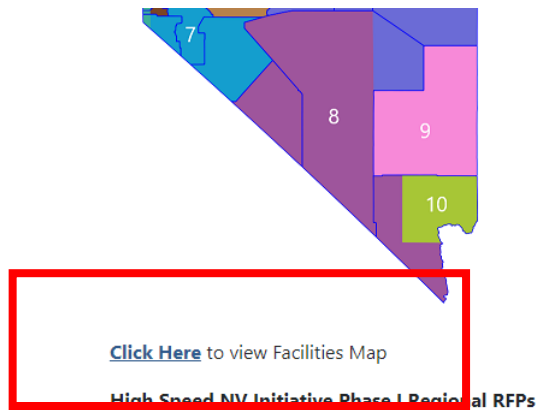 7
8
9
10
Click Here to view Facilities Map
High Speed NV Initiative Phase I Regional RFPs